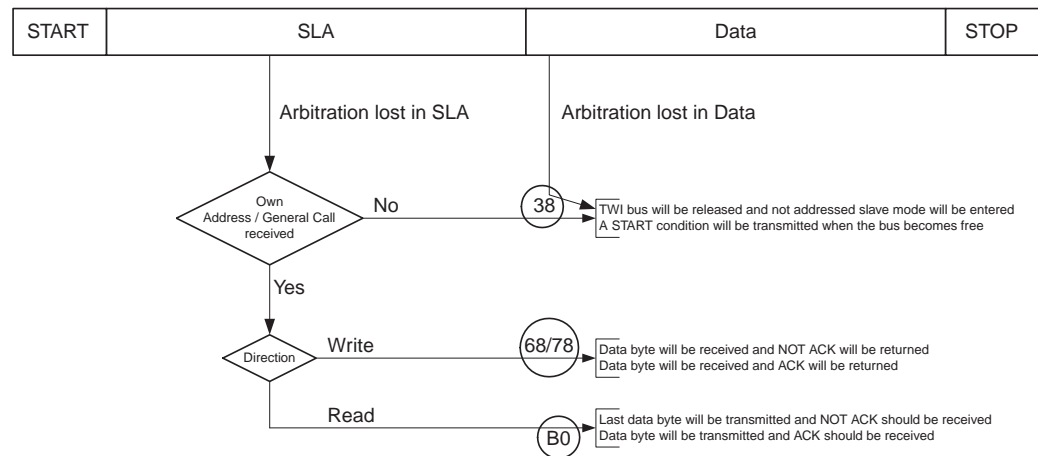 START SLA Data STOP
Arbitration lost in SLA Arbitration lost in Data
Own
Address / General Call
received
No
38
TWI bus will be released and not addressed slave mode will be entered
A START condition will be transmitted when the bus becomes free
Yes
Direction
Write
68/78
Data byte will be received and NOT ACK will be returned
Data byte will be received and ACK will be returned
Read
B0
Last data byte will be transmitted and NOT ACK should be received
Data byte will be transmitted and ACK should be received